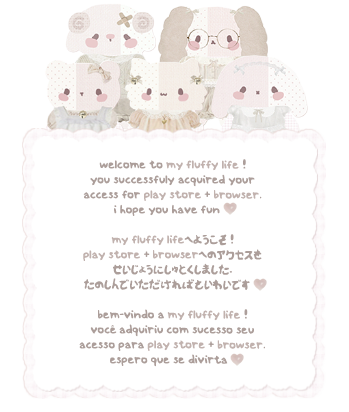 welcome to my fluffy life !
you successfuly acquired your
access for play store + browser.
i hope you have fun
my fluffy lifeへようこそ !
play store + browserへのアクセスを
せいじょうにしゅとくしました.
たのしんでいただければさいわいです
bem-vindo a my fluffy life !
você adquiriu com sucesso seu
acesso para play store + browser.
espero que se divirta